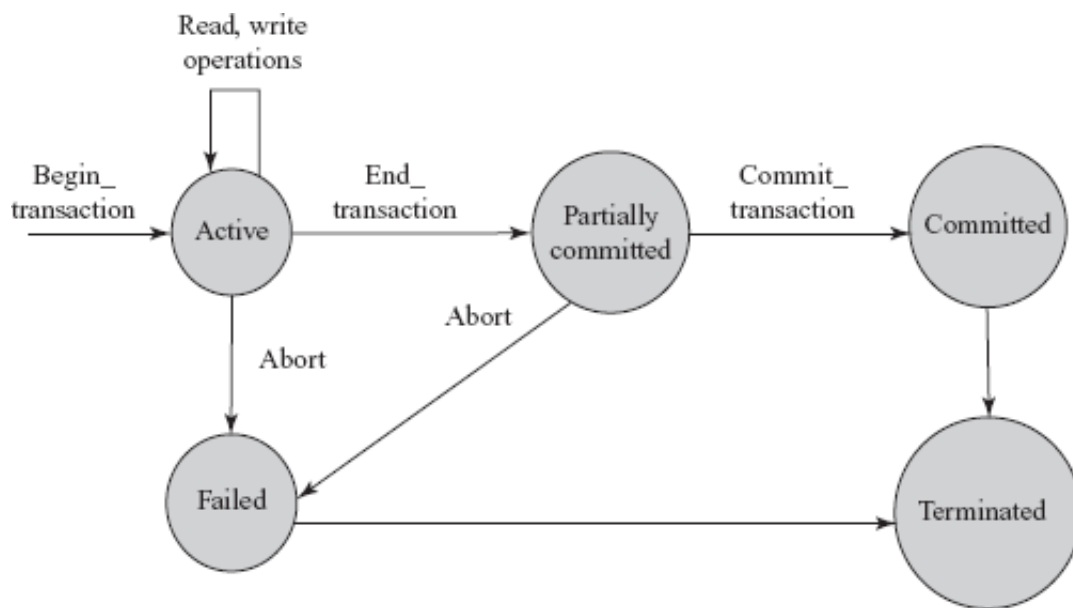 Read, write
operations
Begin_
transaction
End_
transaction
Commit_
transaction
Active
Partially
committed
Committed
Abort
Abort
Failed
Terminated